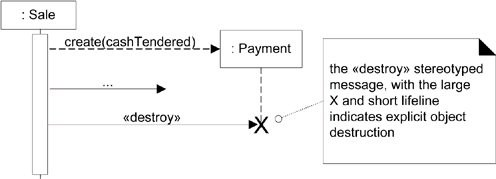 : Sale
create(cashTendered)
: Payment
...
«destroy»
the «destroy» stereotyped
message, with the large
X and short lifeline
indicates explicit object
destruction